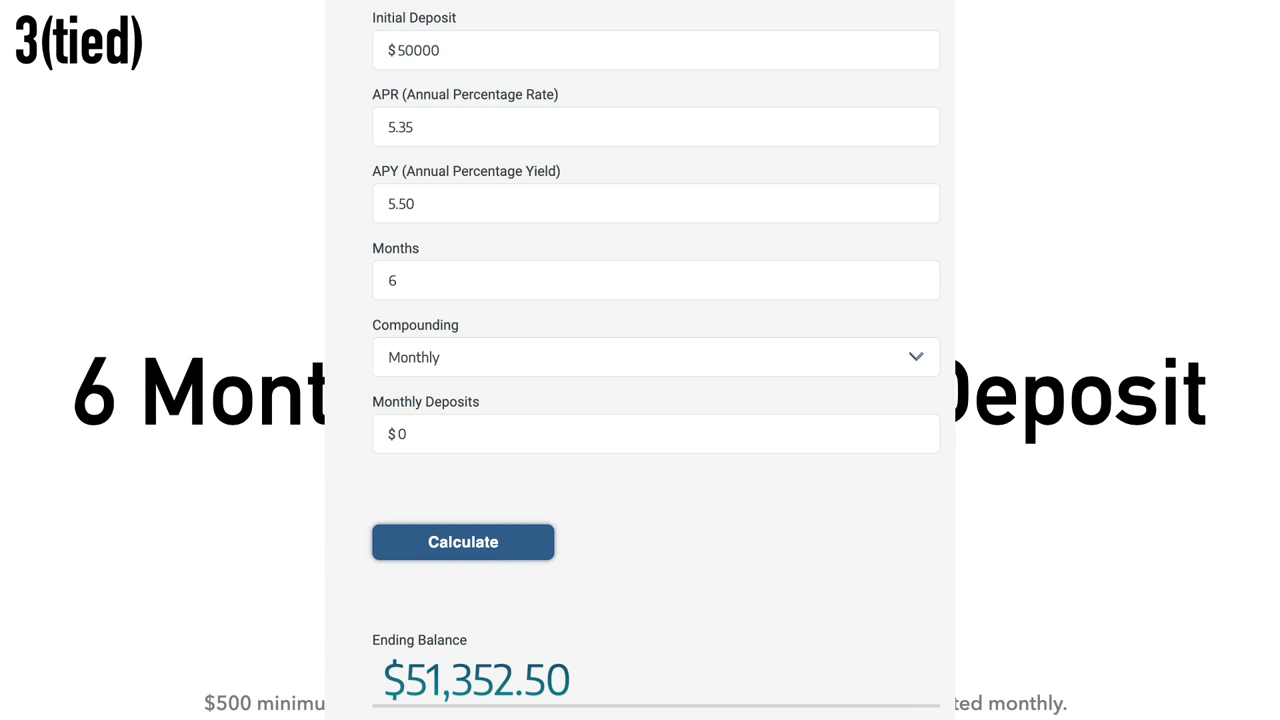 3(tied)
Initial Deposit
$50000
APR (Annual Percentage Rate)
5.35
APY (Annual Percentage Yield)
5.50
Months
6
Compounding
Monthly
Monthly Deposits
$0
6 Mont Deposit
Calculate
Ending Balance
$51,352.50
$500 minimu ted monthly.